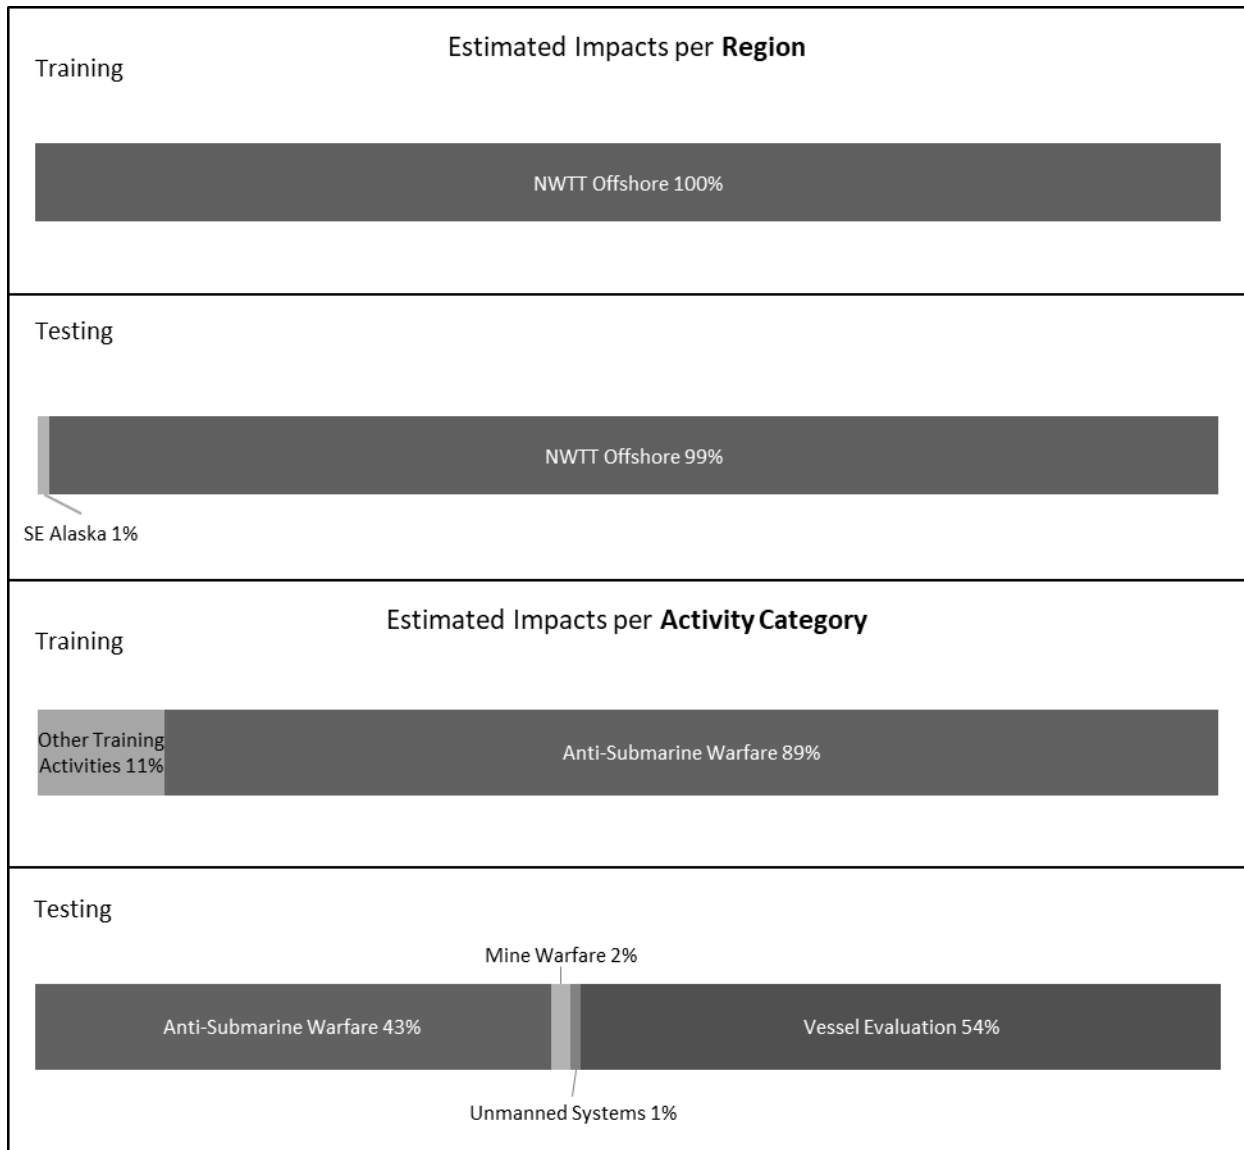 Estimated Impacts per Region
Training
NWTT Offshore 100%
Testing
NWTT Offshore 99%
SE Alaska 1%
Estimated Impacts per Activity Category
Training
Other Training
Activities 11%
Anti-Submarine Warfare 89%
Testing
Mine Warfare 2%
Anti-Submarine Warfare 43%
Vessel Evaluation 54%
Unmanned Systems 1%